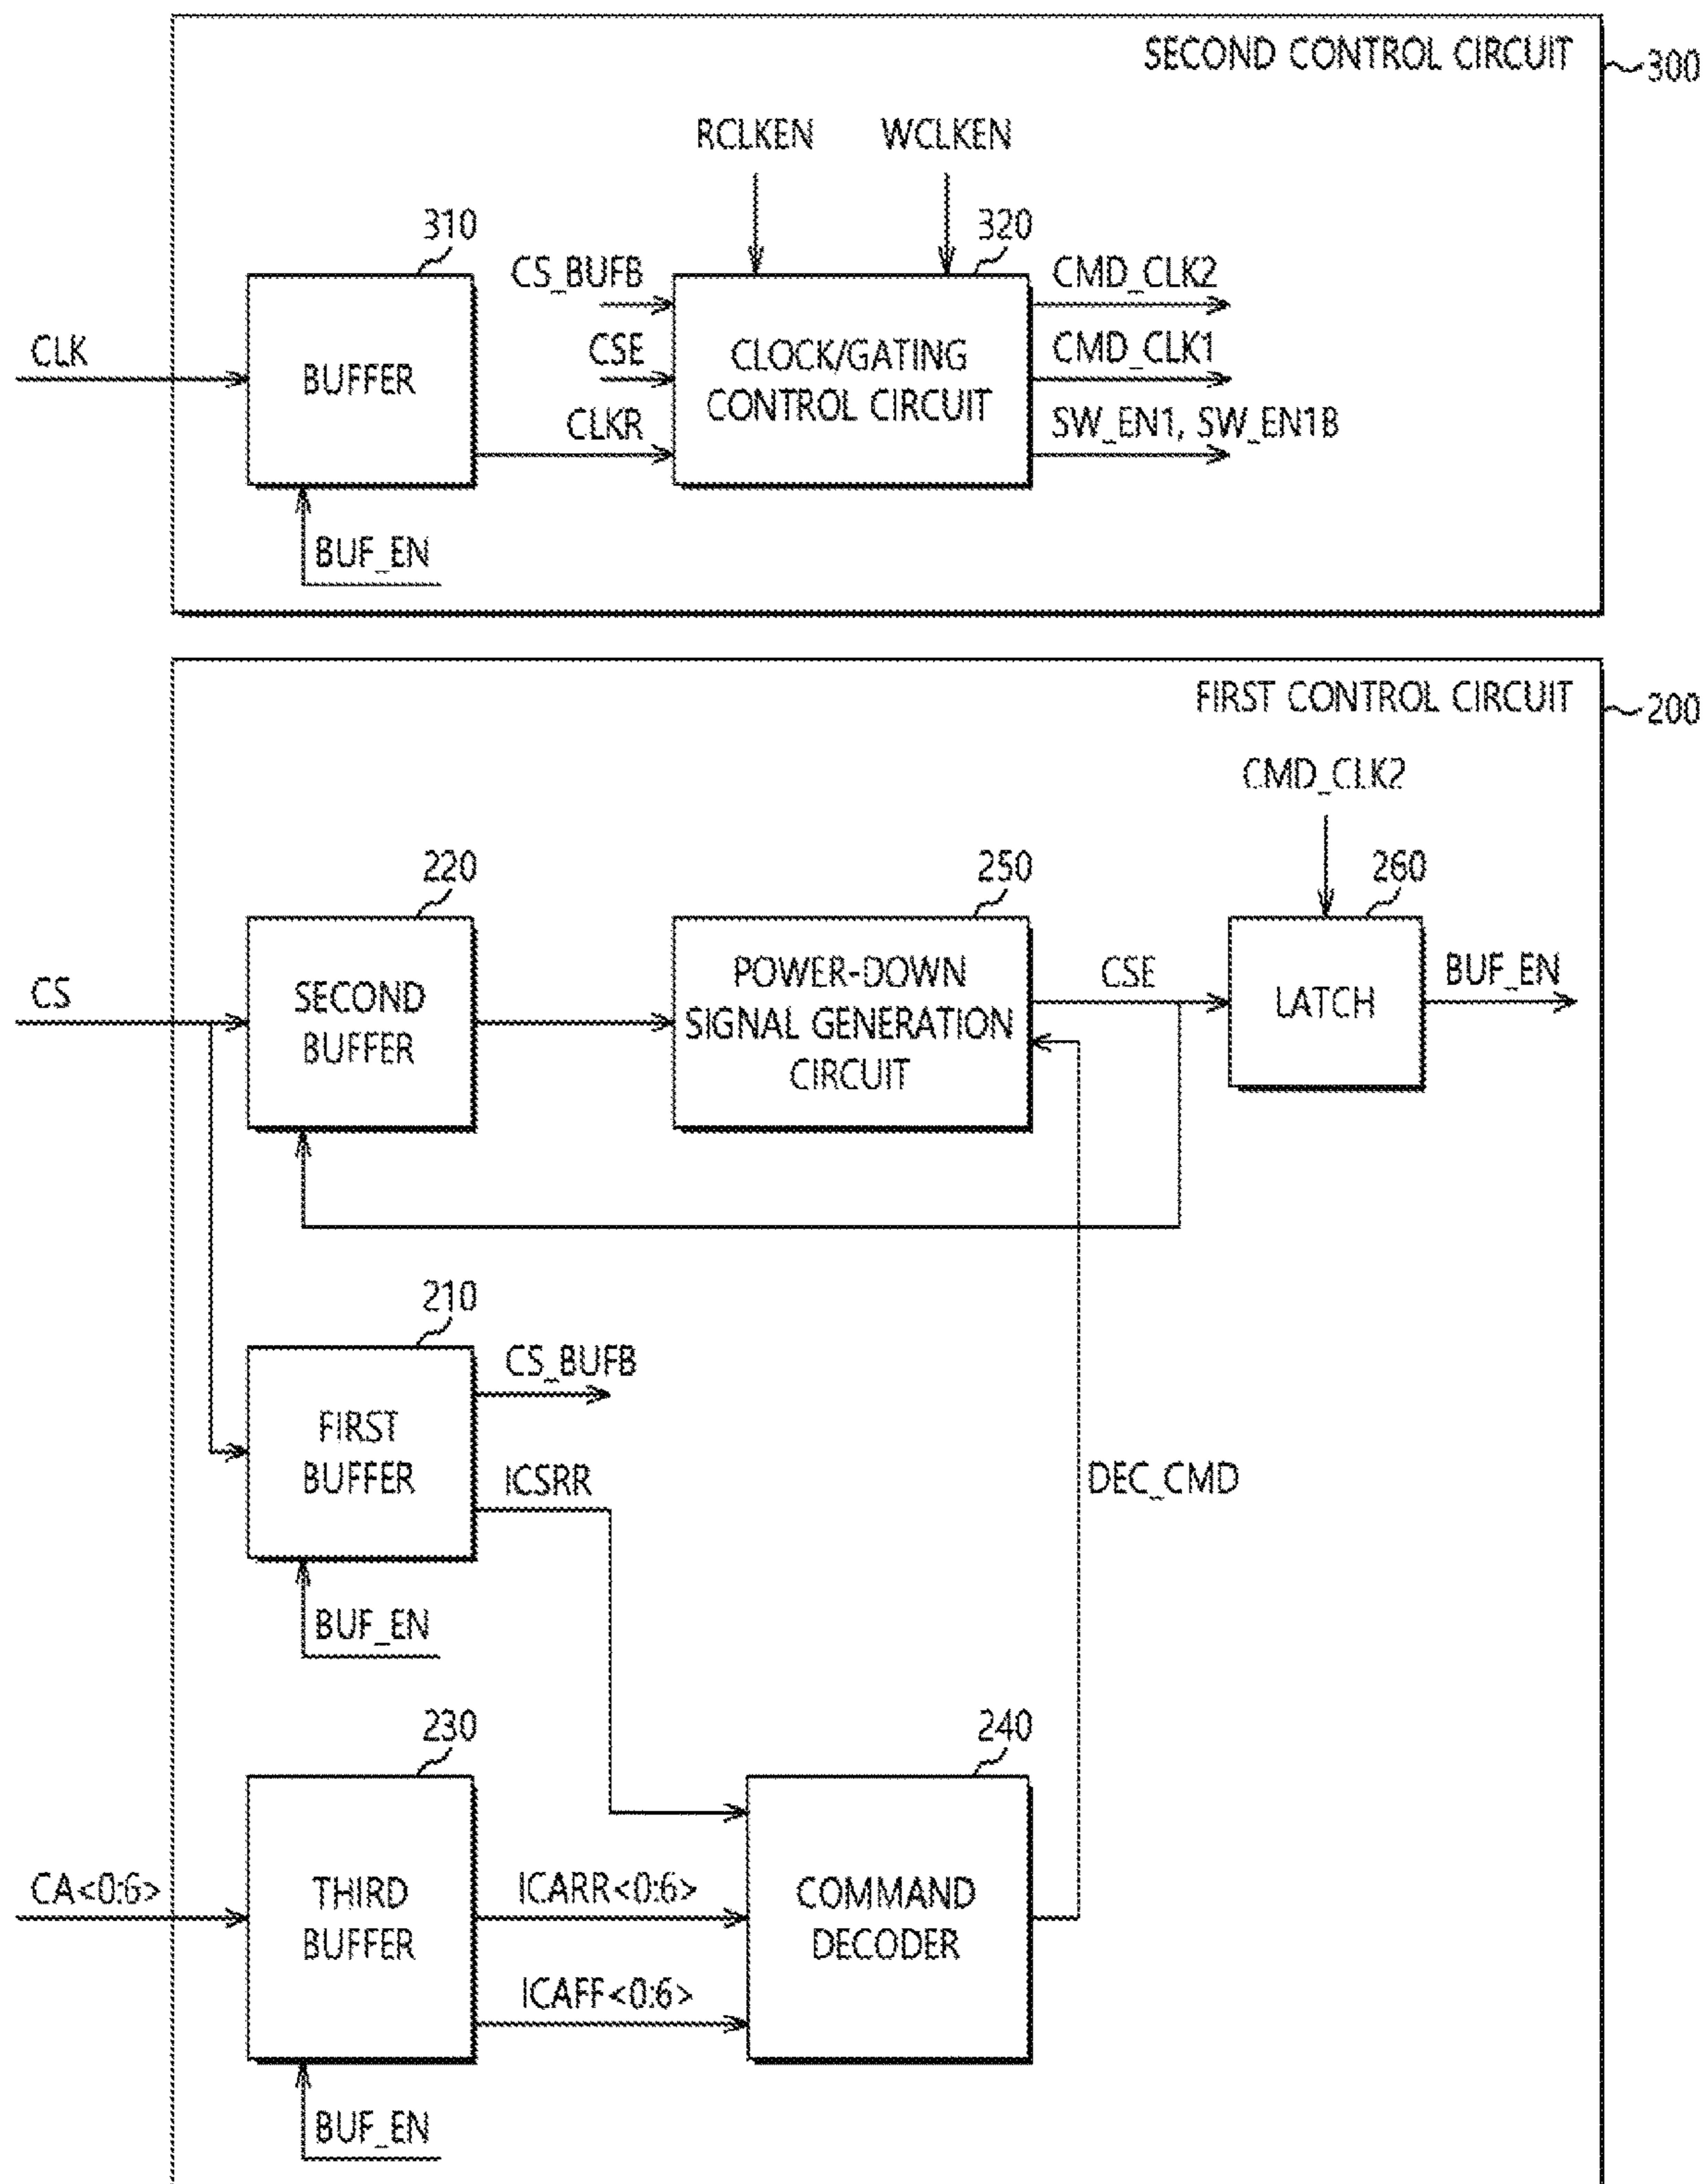 SECOND CONTROL CIRCUIT
300
RCLKEN
WCLKEN
310
320
CS_BUFB
CMD_CLK2
CLK
BUFFER
CSE
CLOCK/GATING
CONTROL CIRCUIT
CMD_CLK1
CLKR
SW_EN1, SW_EN1B
BUF_EN
FIRST CONTROL CIRCUIT
200
CMD_CLK2
220
250
260
CS
SECOND
BUFFER
POWER-DOWN
SIGNAL GENERATION
CIRCUIT
CSE
LATCH
BUF_EN
210
CS_BUFB
FIRST
BUFFER
ICSRR
DEC_CMD
BUF_EN
230
240
CA<0:6>
THIRD
BUFFER
ICARR<0:6>
COMMAND
DECODER
ICAFF<0:6>
BUF_EN